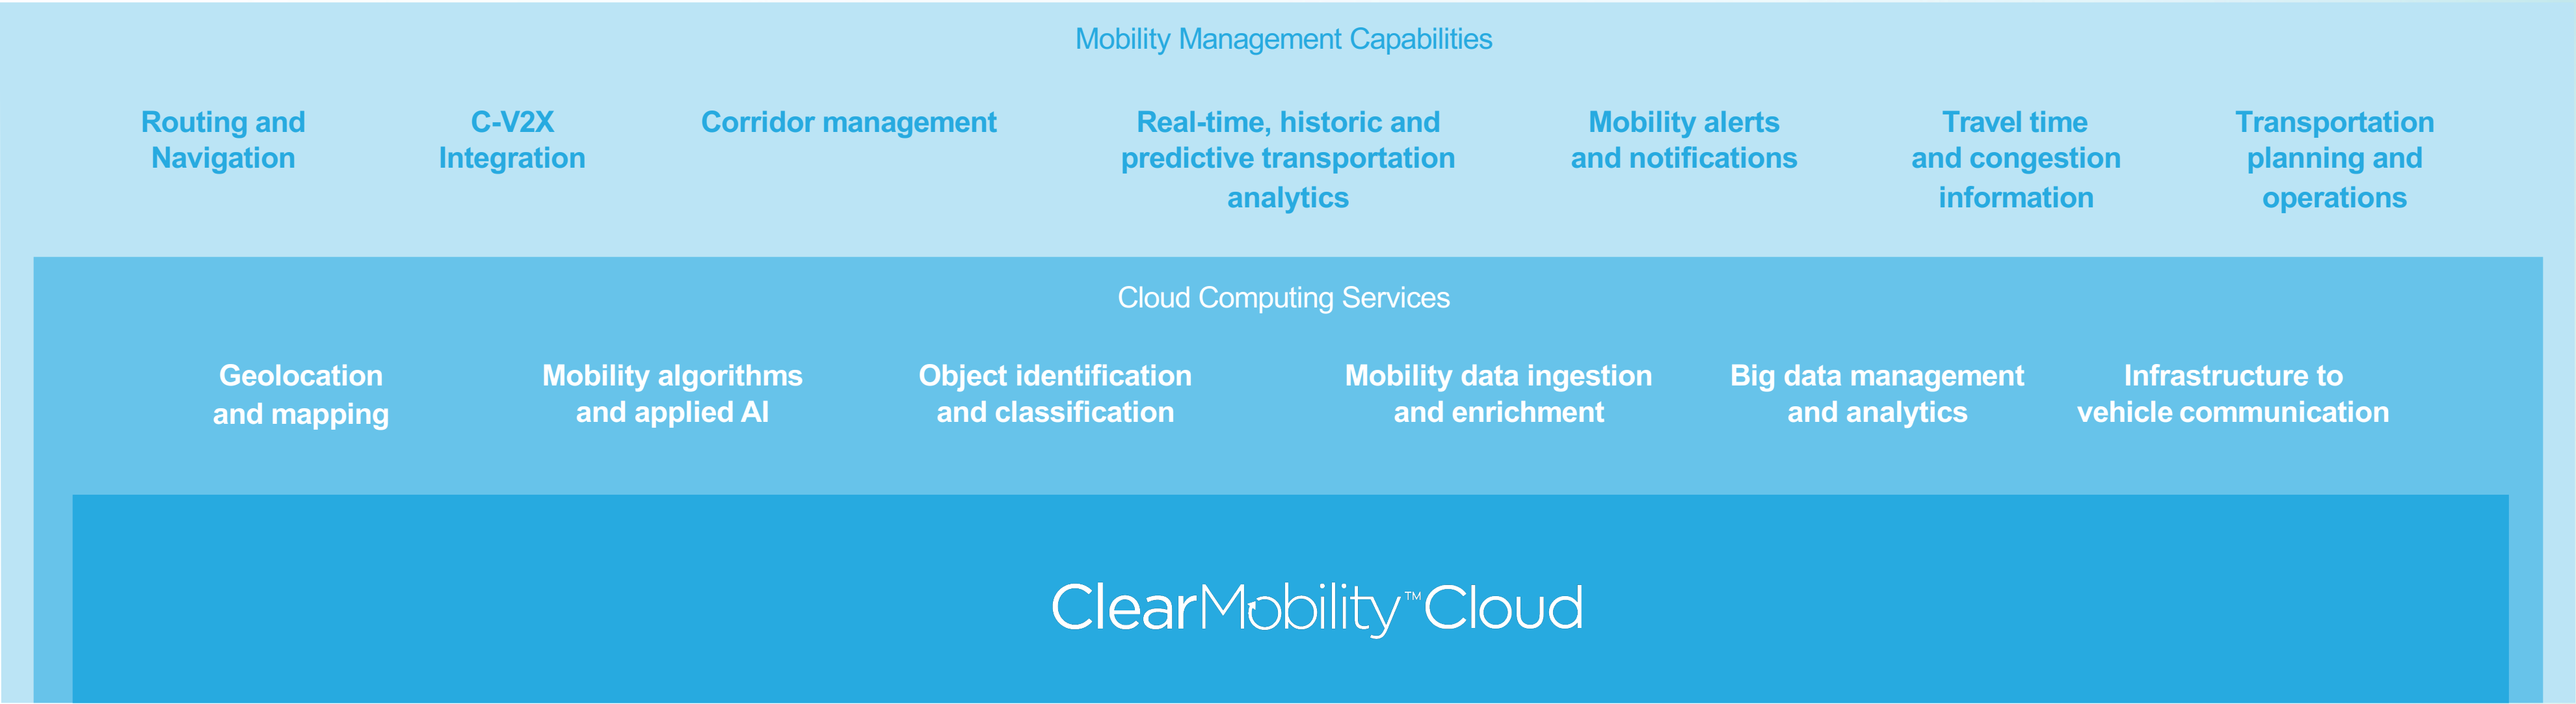 Mobility Management Capabilities
Routing and
Navigation
C-V2X
Integration
Corridor management
Real-time, historic and
predictive transportation
analytics
Mobility alerts
and notifications
Travel time
and congestion
information
Transportation
planning and
operations
Cloud Computing Services
Geolocation
and mapping
Mobility algorithms
and applied AI
Object identification
and classification
Mobility data ingestion
and enrichment
Big data management
and analytics
Infrastructure to
vehicle communication
ClearMobility™Cloud